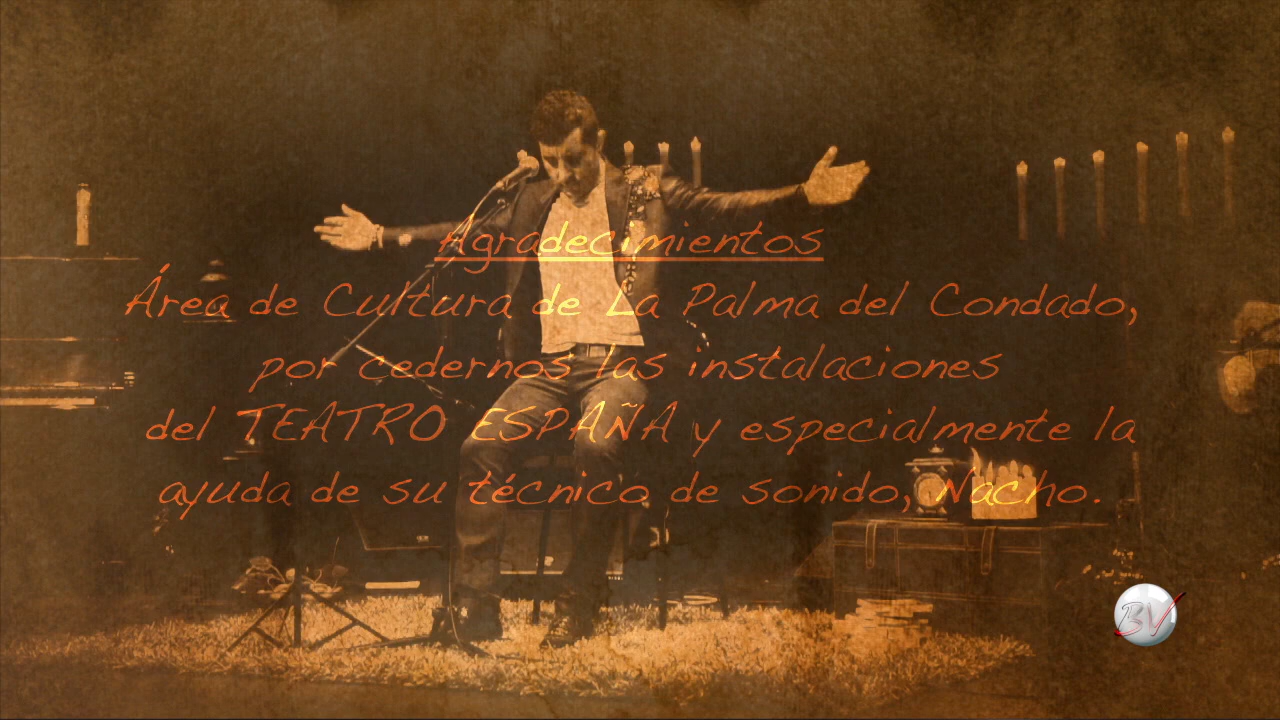 Agradecimientos
Área de Cultura de La Palma del Condado,
por cedernos las instalaciones
del TEATRO ESPAÑA y especialmente la
ayuda de su técnico de sonido, Nacho.
BV